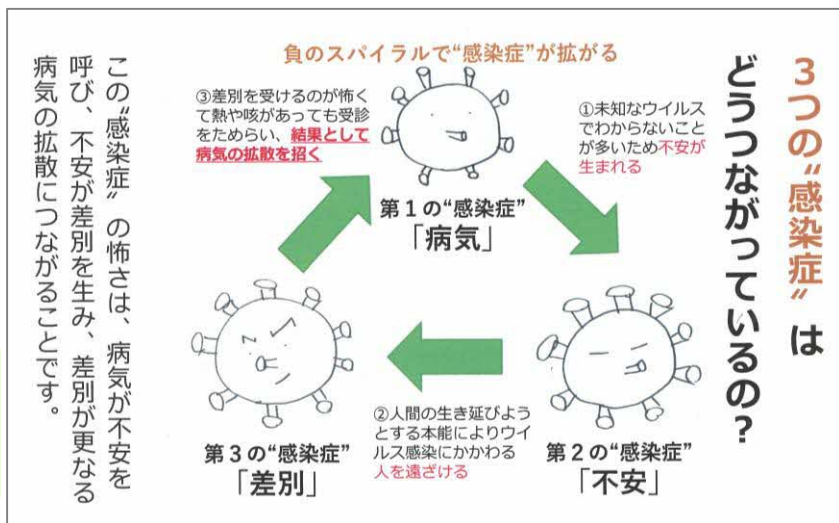 3つの“感染症”は
どうつながっているの？
負のスパイラルで“感染症”が拡がる
①未知なウイルス
でわからないこと
が多いため不安が
生まれる
第１の“感染症”
「病気」
第２の“感染症”
「不安」
②人間の生き延びよう
とする本能によりウイ
ルス感染にかかわる
人を遠ざける
第３の“感染症”
「差別」
③差別を受けるのが怖く
て熱や咳があっても受診
をためらい、結果として
病気の拡散を招く
この“感染症”の怖さは、病気が不安を
呼び、不安が差別を生み、差別が更なる
病気の拡散につながることです。